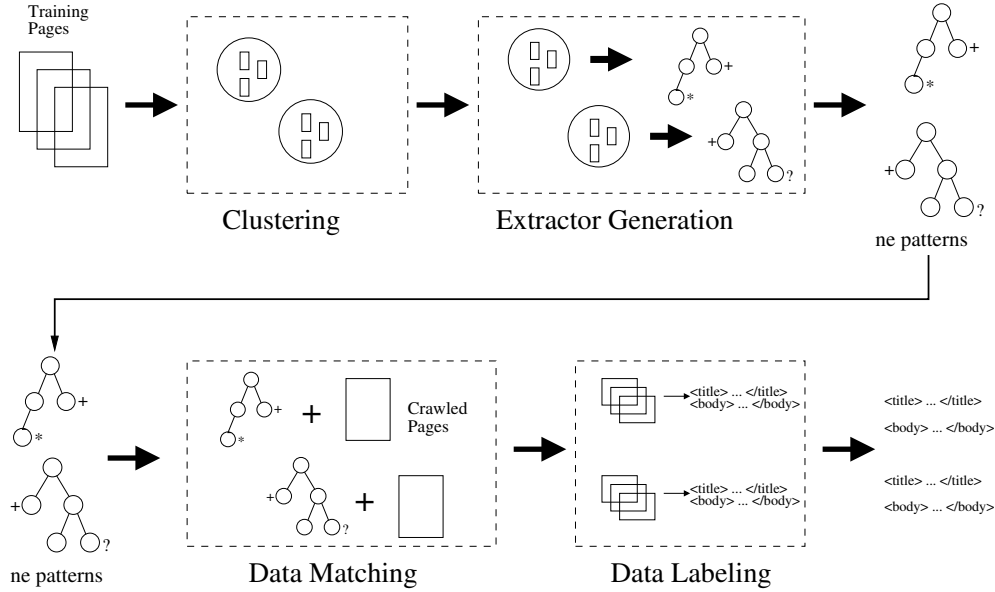 Training
Pages
+
*
+
?
+
*
+
?
Clustering
Extractor Generation
ne patterns
+
*
+
?
ne patterns
+
*
+
Crawled
Pages
+
?
+
Data Matching
<title> ... </title>
<body> ... </body>
<title> ... </title>
<body> ... </body>
Data Labeling
<title> ... </title>
<body> ... </body>
<title> ... </title>
<body> ... </body>